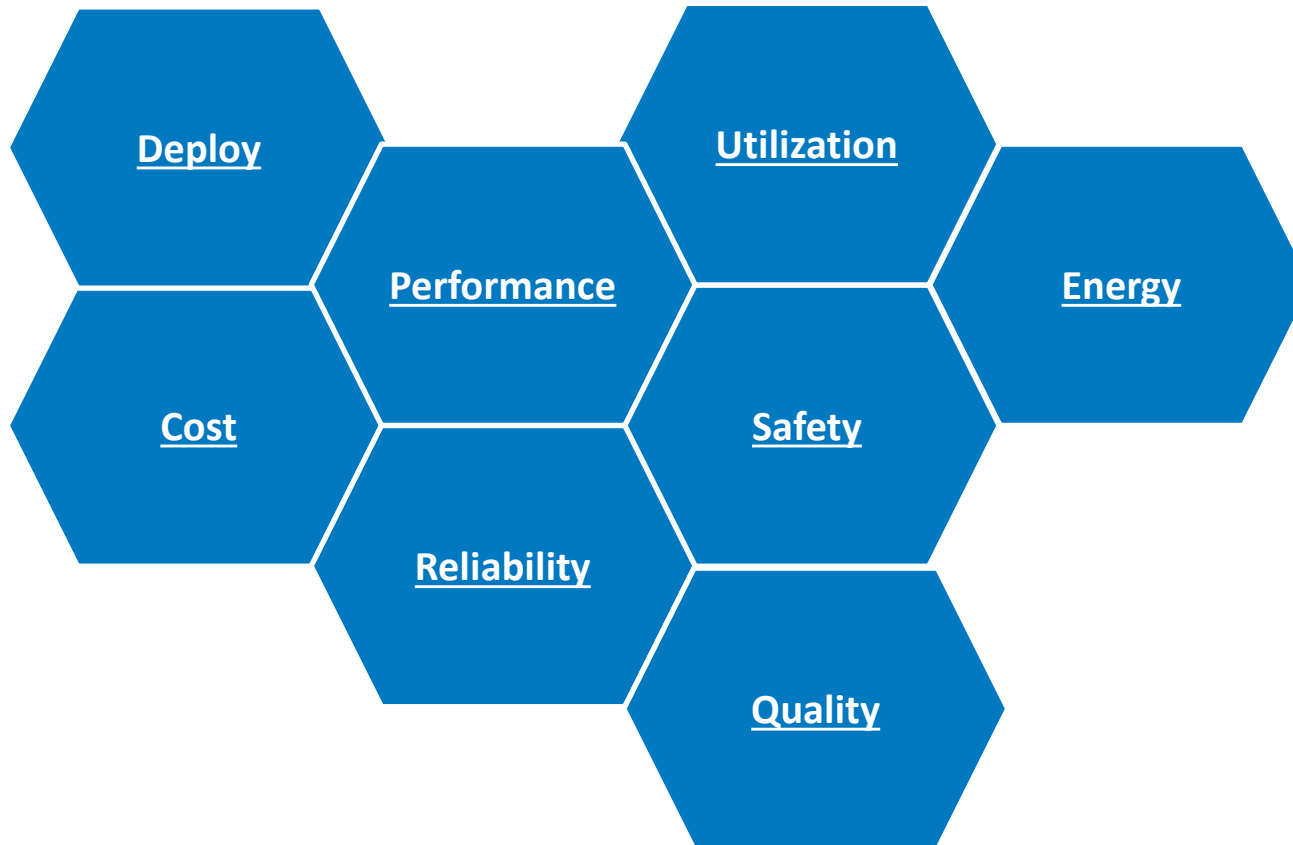 Deploy
Utilization
Performance
Energy
Cost
Safety
Reliability
Quality